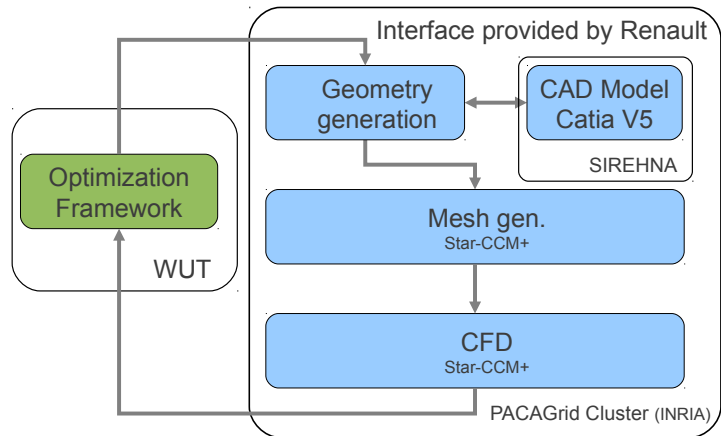 Interface provided by Renault
Geometry
generation
CAD Model
Catia V5
SIREHNA
Optimization
Framework
WUT
Mesh gen.
Star-CCM+
CFD
Star-CCM+
PACAGrid Cluster (INRIA)